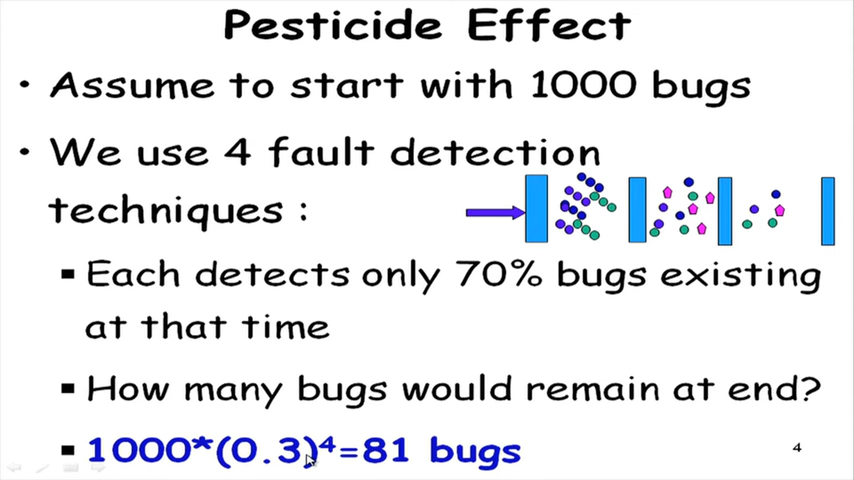 Pesticide Effect
• Assume to start with 1000 bugs
• We use 4 fault detection
techniques :
▪ Each detects only 70% bugs existing
at that time
▪ How many bugs would remain at end?
▪ 1000*(0.3)⁴=81 bugs
4